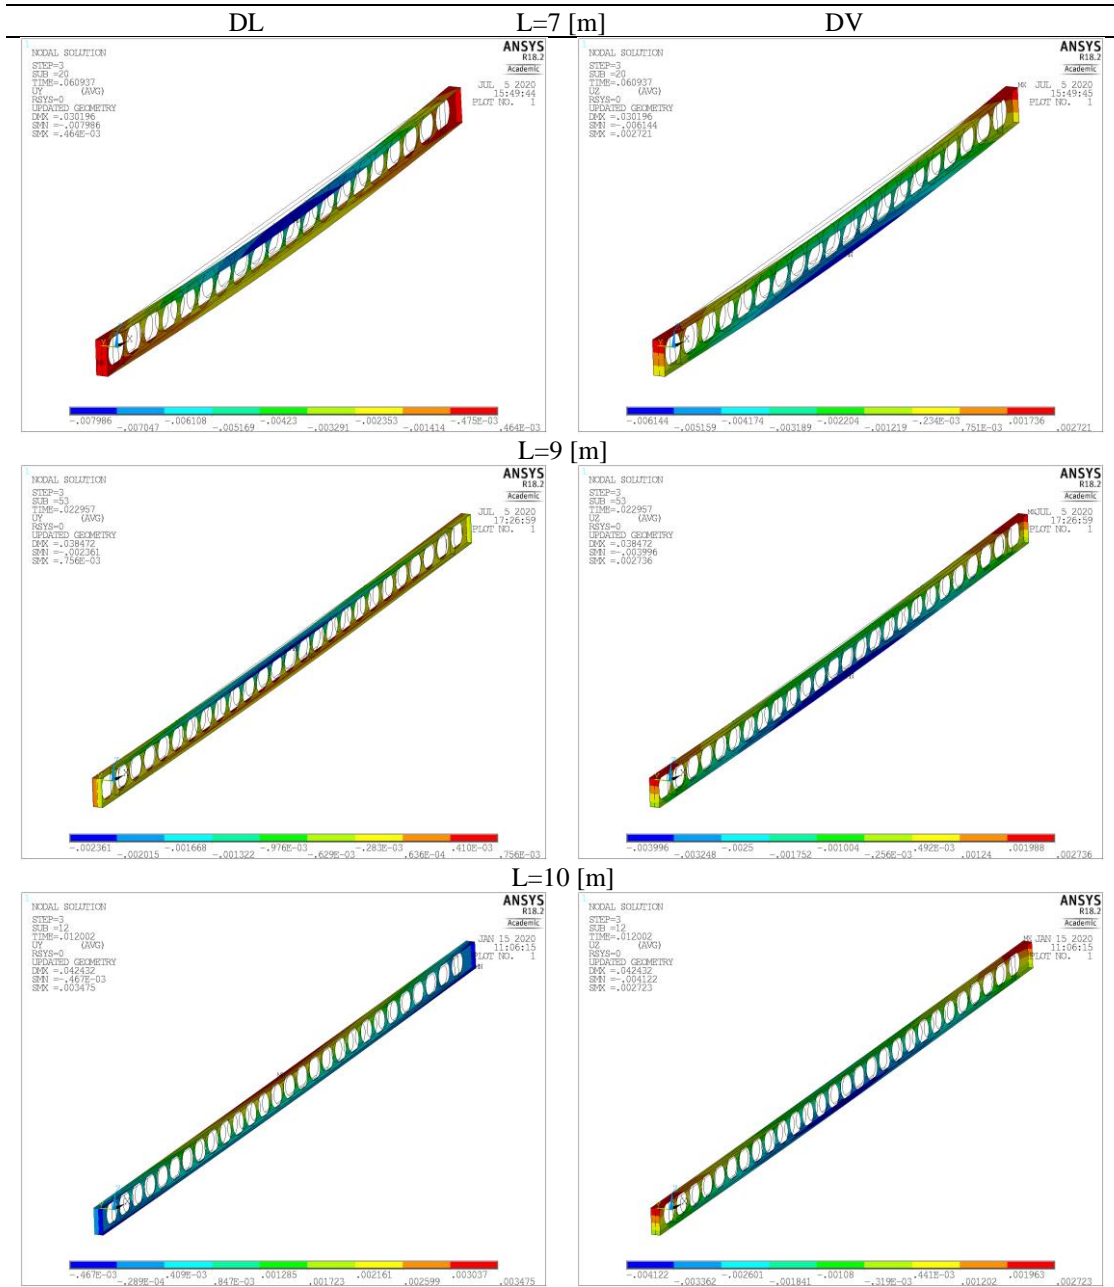 DL L=7 [m] DV
1
NODAL SOLUTION
STEP=3
SUB =20
TIME=.060937
UY (AVG)
RSYS=0
UPDATED GEOMETRY
DMX =.030196
SMN =-.007986
SMX =.464E-03
ANSYS
R18.2
Academic
JUL 5 2020
15:49:44
PLOT NO. 1
Y X
-.007986 -.006108 -.00423 -.002353 -.475E-03
-.007047 -.005169 -.003291 -.001414 .464E-03
1
NODAL SOLUTION
STEP=3
SUB =20
TIME=.060937
UZ (AVG)
RSYS=0
UPDATED GEOMETRY
DMX =.030196
SMN =-.006144
SMX =.002721
ANSYS
R18.2
Academic
MX JUL 5 2020
15:49:45
PLOT NO. 1
Y X
-.006144 -.004174 -.002204 -.234E-03 .001736
-.005159 -.003189 -.001219 .751E-03 .002721
L=9 [m]
1
NODAL SOLUTION
STEP=3
SUB =53
TIME=.022957
UY (AVG)
RSYS=0
UPDATED GEOMETRY
DMX =.038472
SMN =-.002361
SMX =.756E-03
ANSYS
R18.2
Academic
JUL 5 2020
17:26:59
PLOT NO. 1
-.002361 -.001668 -.976E-03 -.283E-03 .410E-03
-.002015 -.001322 -.629E-03 .636E-04 .756E-03
1
NODAL SOLUTION
STEP=3
SUB =53
TIME=.022957
UZ (AVG)
RSYS=0
UPDATED GEOMETRY
DMX =.038472
SMN =-.003996
SMX =.002736
ANSYS
R18.2
Academic
MX JUL 5 2020
17:26:59
PLOT NO. 1
-.003996 -.0025 -.001004 .492E-03 .001988
-.003248 -.001752 -.256E-03 .00124 .002736
L=10 [m]
1
NODAL SOLUTION
STEP=3
SUB =12
TIME=.012002
UY (AVG)
RSYS=0
UPDATED GEOMETRY
DMX =.042432
SMN =-.467E-03
SMX =.003475
ANSYS
R18.2
Academic
JAN 15 2020
11:06:15
PLOT NO. 1
MN
-.467E-03 .409E-03 .001285 .002161 .003037
-.289E-04 .847E-03 .001723 .002599 .003475
1
NODAL SOLUTION
STEP=3
SUB =12
TIME=.012002
UZ (AVG)
RSYS=0
UPDATED GEOMETRY
DMX =.042432
SMN =-.004122
SMX =.002723
ANSYS
R18.2
Academic
MX JAN 15 2020
11:06:15
PLOT NO. 1
-.004122 -.002601 -.00108 .441E-03 .001963
-.003362 -.001841 -.319E-03 .001202 .002723